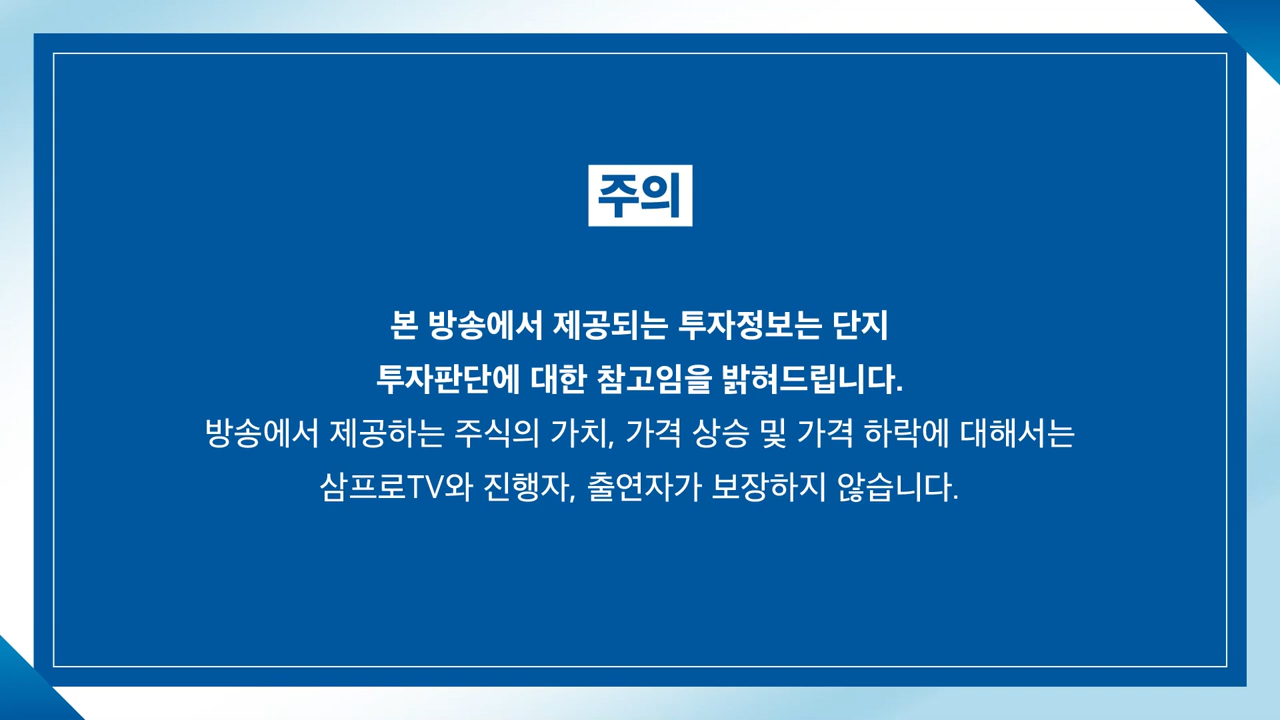 주의
본 방송에서 제공되는 투자정보는 단지
투자판단에 대한 참고임을 밝혀드립니다.
방송에서 제공하는 주식의 가치, 가격 상승 및 가격 하락에 대해서는
삼프로TV와 진행자, 출연자가 보장하지 않습니다.